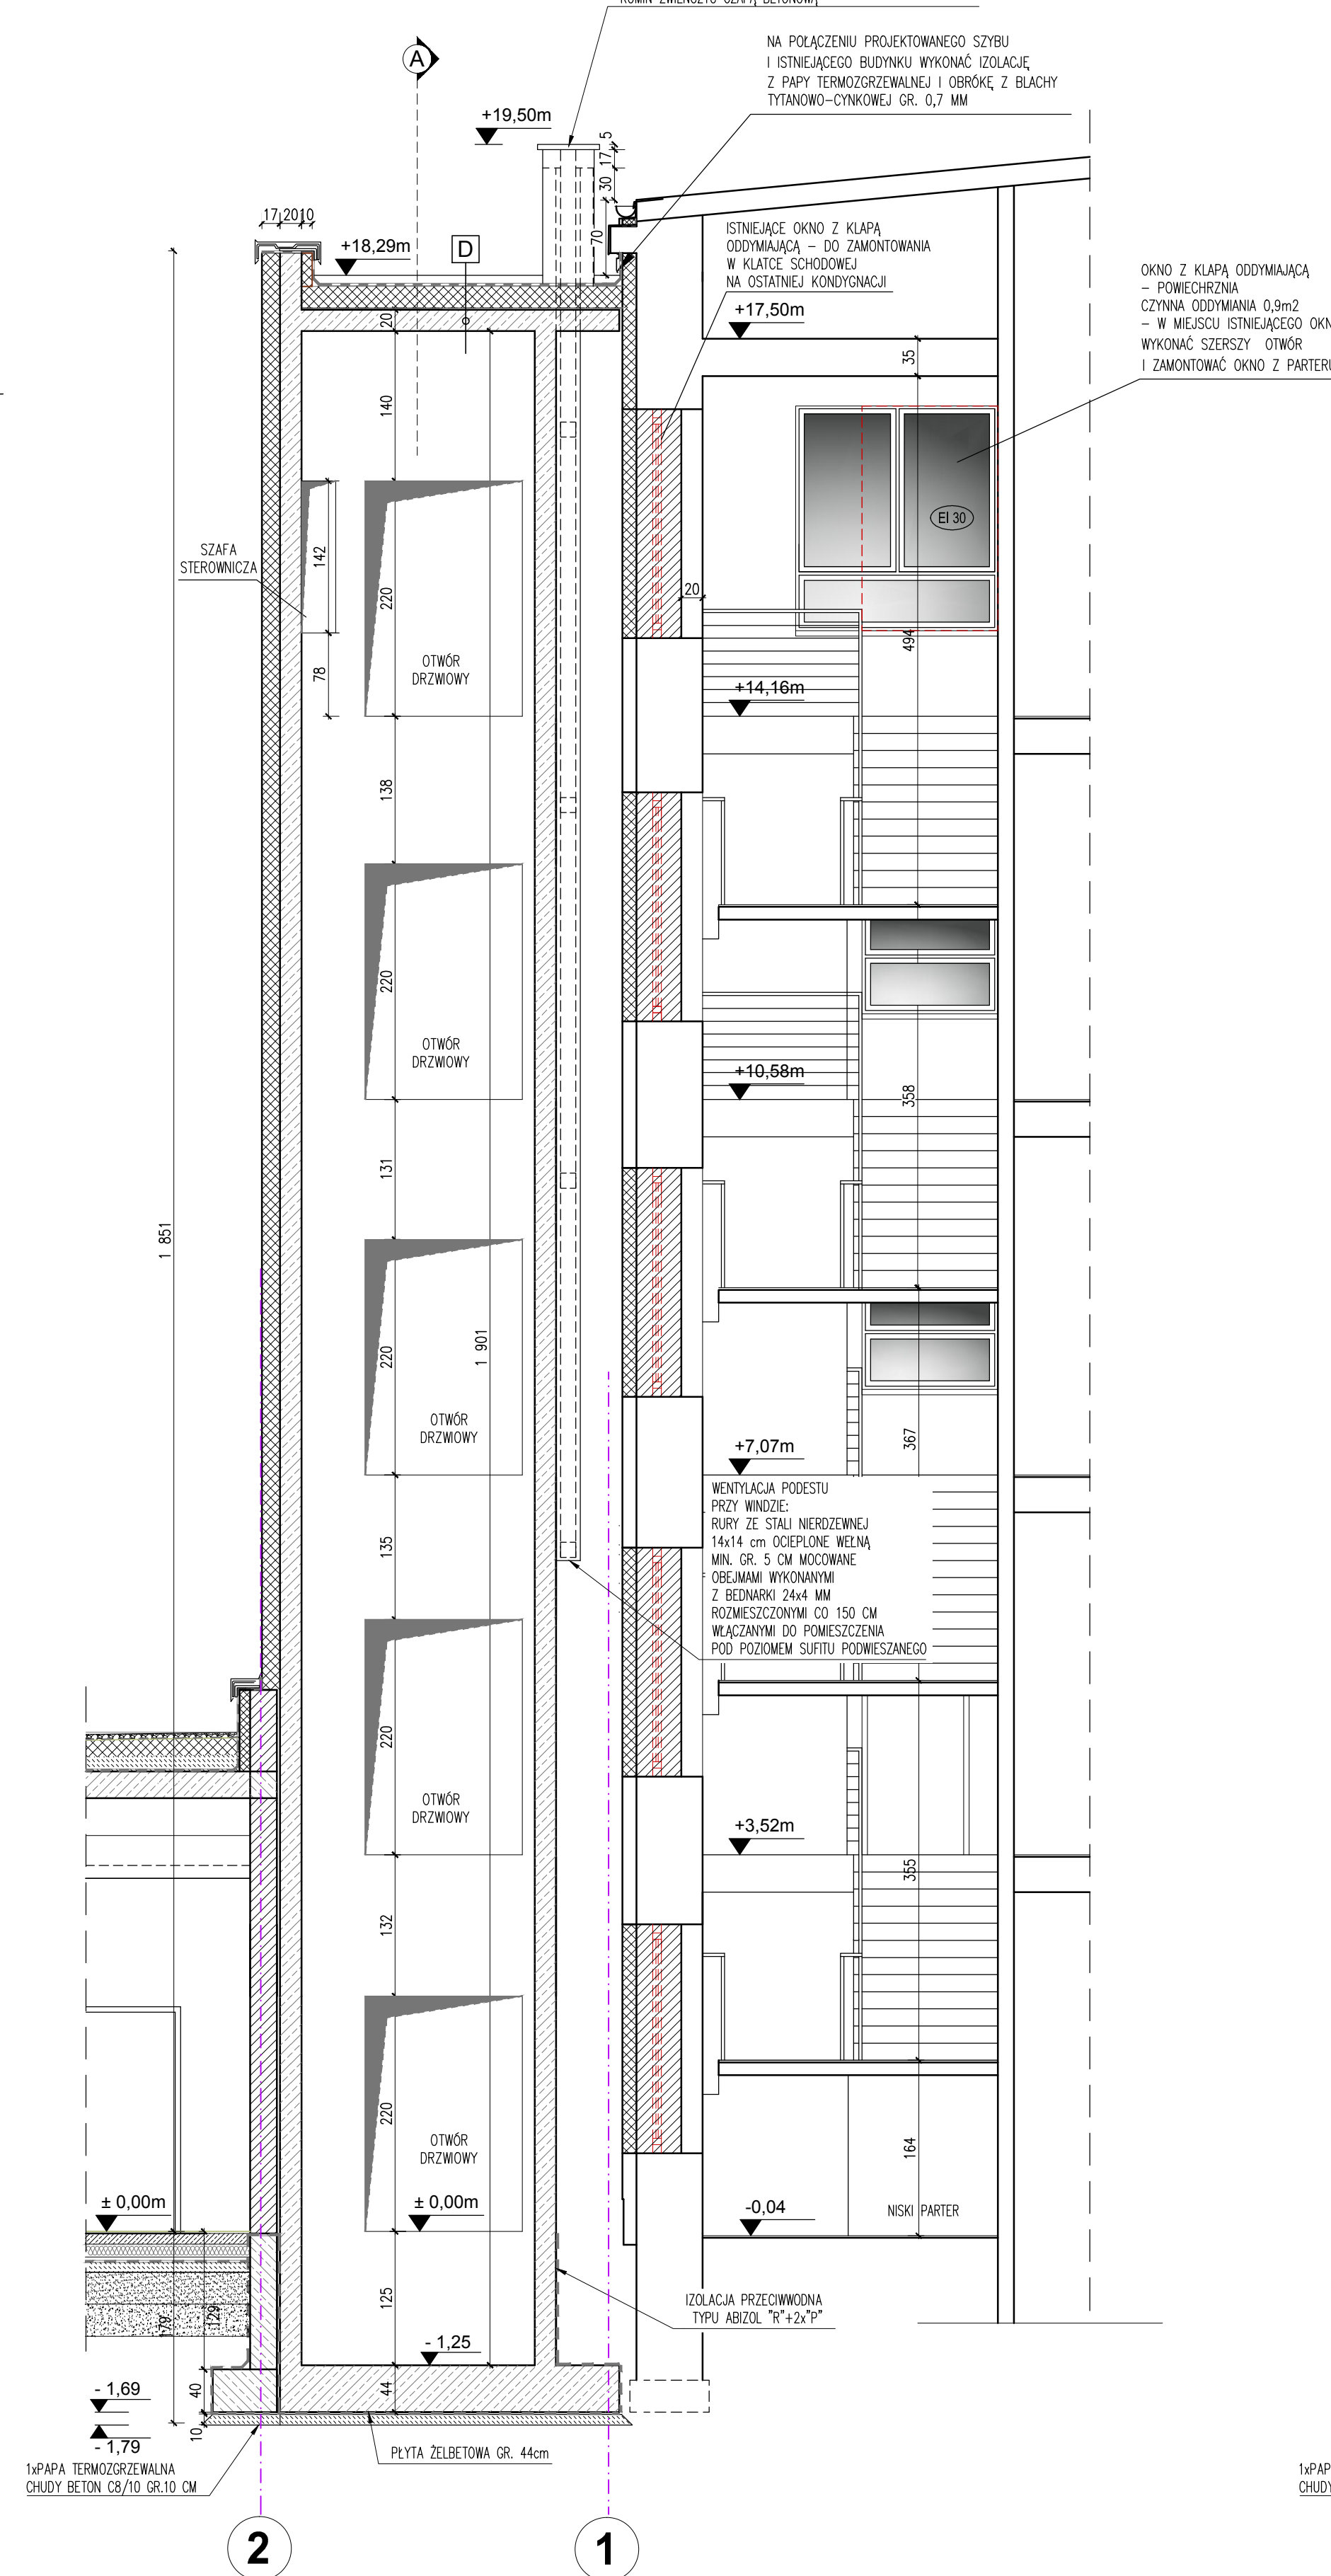 KOMIN ZWIEŃCZYĆ CZAPĄ BETONOWĄ
NA POŁĄCZENIU PROJEKTOWANEGO SZYBU
I ISTNIEJĄCEGO BUDYNKU WYKONAĆ IZOLACJĘ
Z PAPY TERMOZGRZEWALNEJ I OBRÓKĘ Z BLACHY
TYTANOWO-CYNKOWEJ GR. 0,7 MM
A
+19,50m
5
17
30
70
17 20 10
+18,29m
D
ISTNIEJĄCE OKNO Z KLAPĄ
ODDYMIAJĄCĄ – DO ZAMONTOWANIA
W KLATCE SCHODOWEJ
NA OSTATNIEJ KONDYGNACJI
OKNO Z KLAPĄ ODDYMIAJĄCĄ
– POWIECHRZNIA
CZYNNA ODDYMIANIA 0,9m2
– W MIEJSCU ISTNIEJĄCEGO OKN
WYKONAĆ SZERSZY OTWÓR
I ZAMONTOWAĆ OKNO Z PARTERU
+17,50m
20
35
140
EI 30
SZAFA
STEROWNICZA
142
220
20
494
OTWÓR
DRZWIOWY
78
+14,16m
138
220
OTWÓR
DRZWIOWY
+10,58m
358
131
1 851
220
1 901
OTWÓR
DRZWIOWY
+7,07m
367
WENTYLACJA PODESTU
PRZY WINDZIE:
RURY ZE STALI NIERDZEWNEJ
14x14 cm OCIEPLONE WEŁNĄ
MIN. GR. 5 CM MOCOWANE
OBEJMAMI WYKONANYMI
Z BEDNARKI 24x4 MM
ROZMIESZCZONYMI CO 150 CM
WŁĄCZANYMI DO POMIESZCZENIA
POD POZIOMEM SUFITU PODWIESZANEGO
135
220
OTWÓR
DRZWIOWY
+3,52m
355
132
220
OTWÓR
DRZWIOWY
164
± 0,00m
± 0,00m
-0,04
NISKI PARTER
125
IZOLACJA PRZECIWWODNA
TYPU ABIZOL "R"+2x"P"
179
129
- 1,25
- 1,69
40
44
- 1,79
10
PŁYTA ŻELBETOWA GR. 44cm
1xPAPA TERMOZGRZEWALNA
CHUDY BETON C8/10 GR.10 CM
1xPAP
CHUDY
2
1